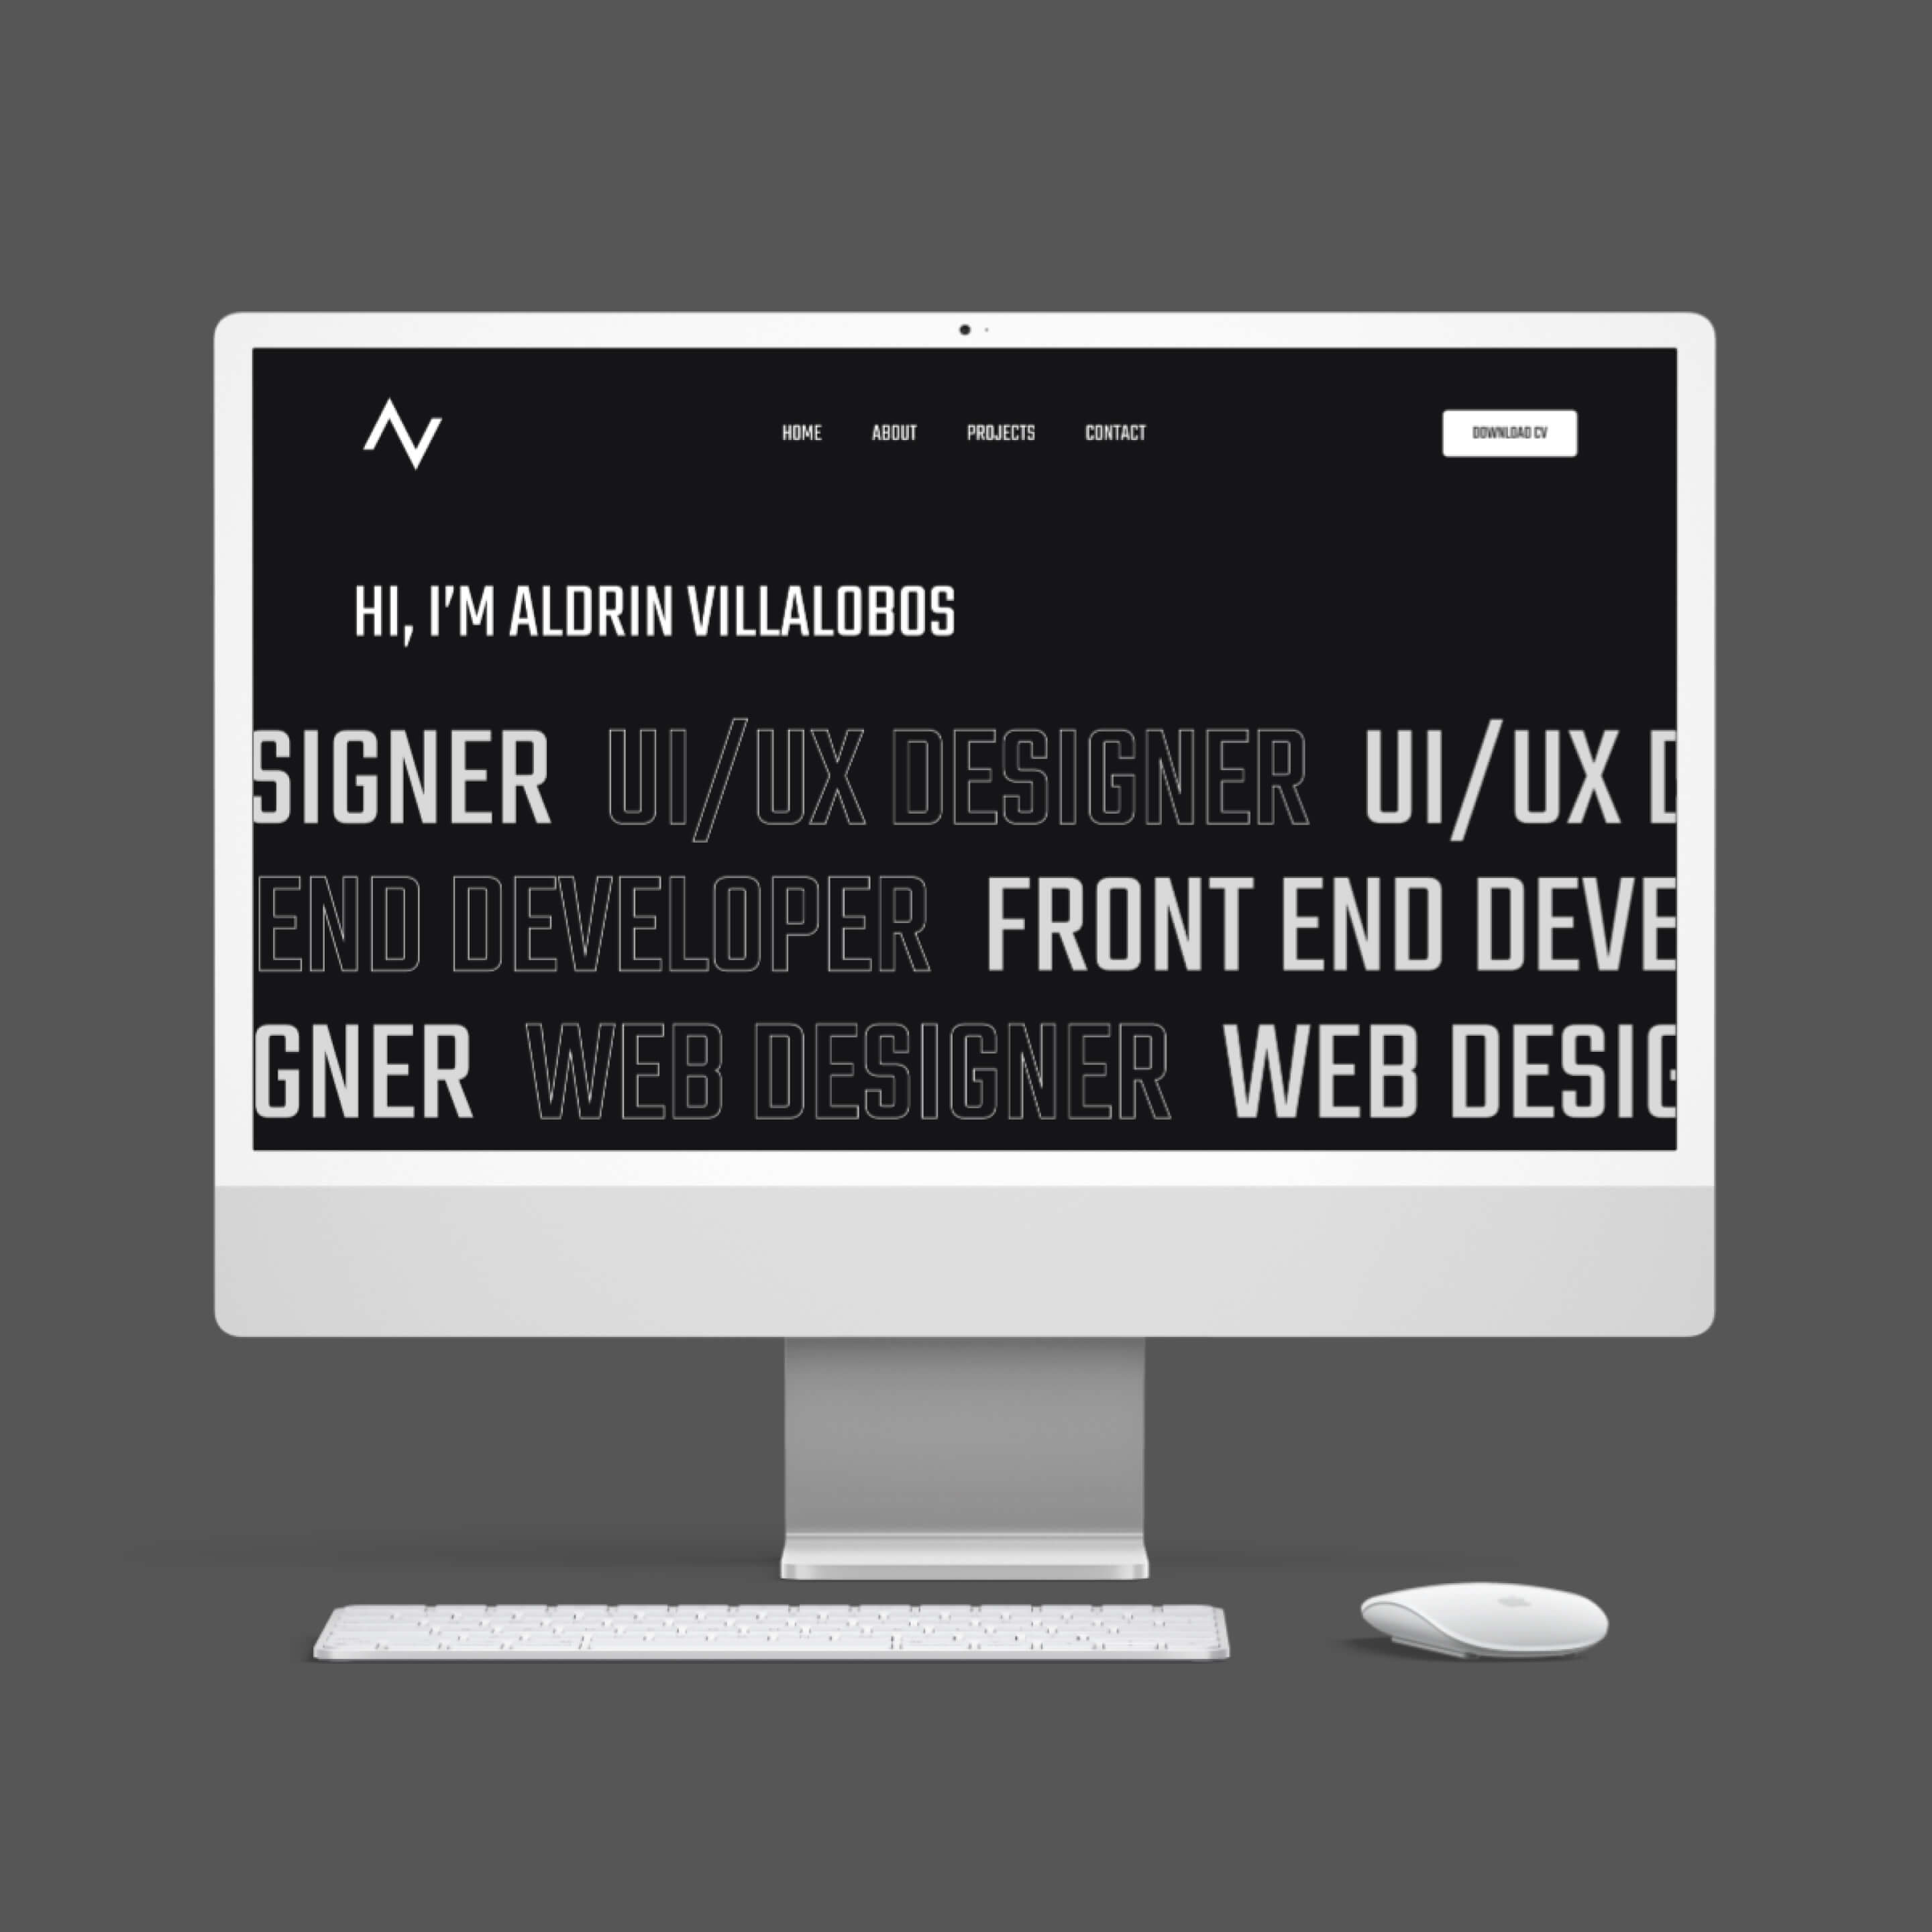 HOME ABOUT PROJECTS CONTACT DOWNLOAD CV
HI, I'M ALDRIN VILLALOBOS
SIGNER UI/UX DESIGNER UI/UX D
END DEVELOPER FRONT END DEVE
GNER WEB DESIGNER WEB DESIG